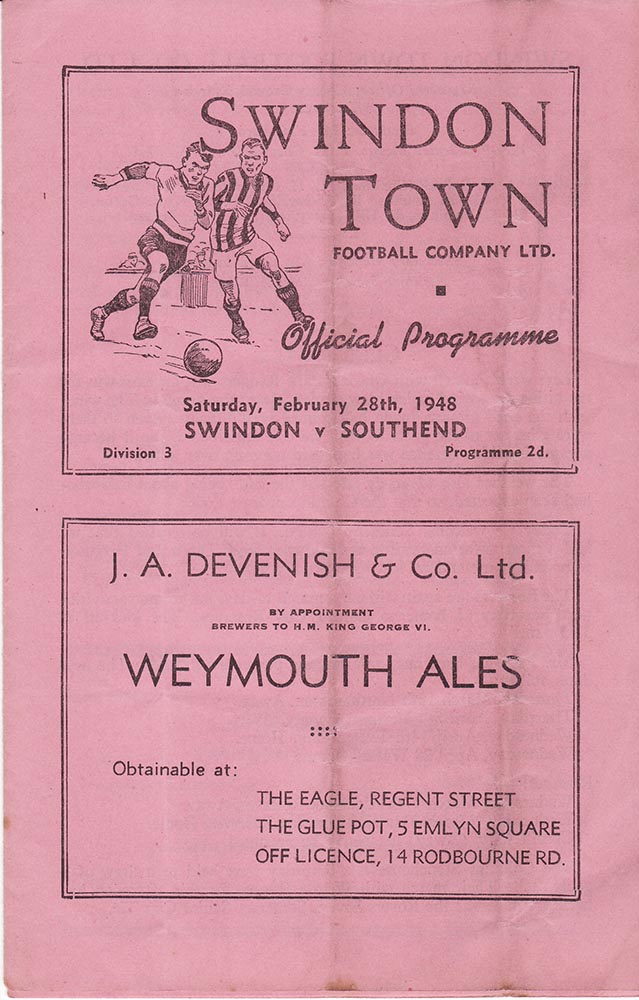 SWINDON
TOWN
FOOTBALL COMPANY LTD.
Official Programme
Saturday, February 28th, 1948
SWINDON v SOUTHEND
Division 3 Programme 2d.
J. A. DEVENISH & Co. Ltd.
BY APPOINTMENT
BREWERS TO H.M. KING GEORGE VI.
WEYMOUTH ALES
Obtainable at:
THE EAGLE, REGENT STREET
THE GLUE POT, 5 EMLYN SQUARE
OFF LICENCE, 14 RODBOURNE RD.